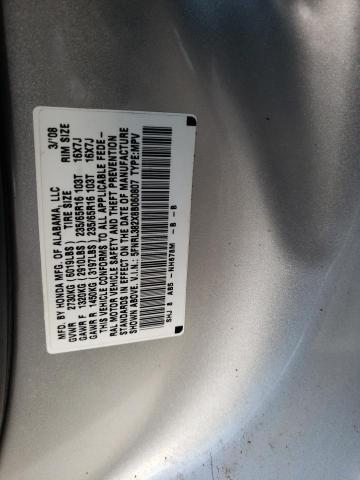 MFD. BY HONDA MFG. OF ALABAMA, LLC 3/'08
TIRE SIZE RIM SIZE
GVWR 2730KG (6019LBS)
GAWR F 1320KG (2910LBS) 235/65R16 103T 16X7J
GAWR R 1450KG (3197LBS) 235/65R16 103T 16X7J
THIS VEHICLE CONFORMS TO ALL APPLICABLE FEDE-
RAL MOTOR VEHICLE SAFETY AND THEFT PREVENTION
STANDARDS IN EFFECT ON THE DATE OF MANUFACTURE
SHOWN ABOVE. V.I.N.: 5FNRL382X8B060807 TYPE:MPV
SHJ 8 A85 -NH678M - B - B